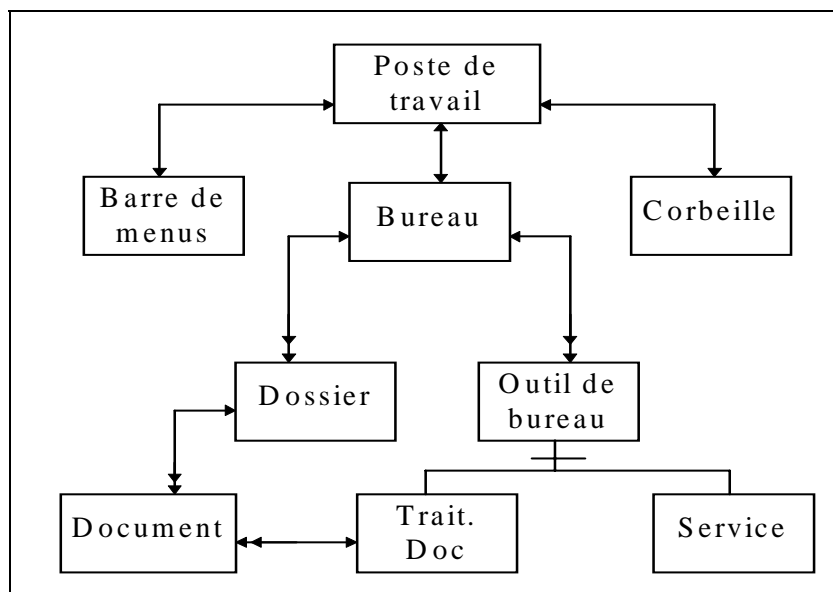 Poste de
travail
Barre de
menus
Bureau
Corbeille
Dossier
Outil de
bureau
Document
Trait.
Doc
Service